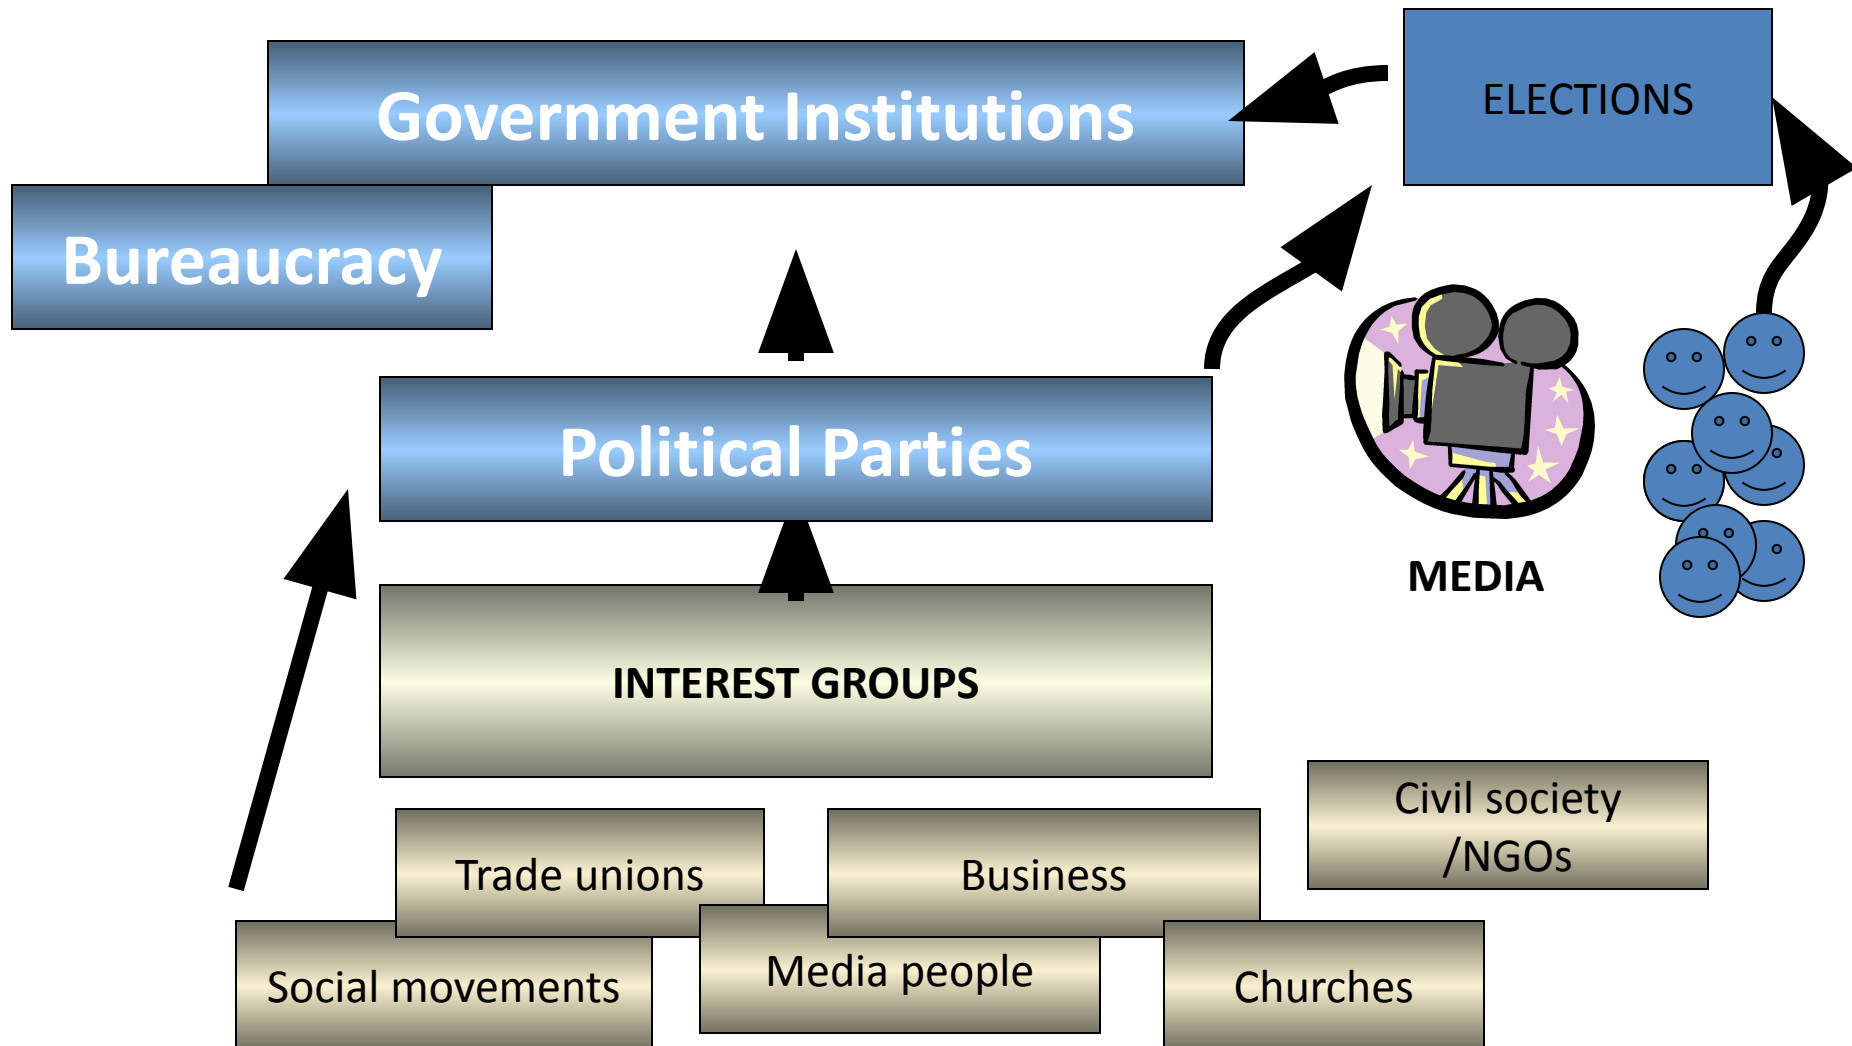 Government Institutions
ELECTIONS
Bureaucracy
Political Parties
MEDIA
INTEREST GROUPS
Civil society
/NGOs
Trade unions
Business
Social movements
Media people
Churches